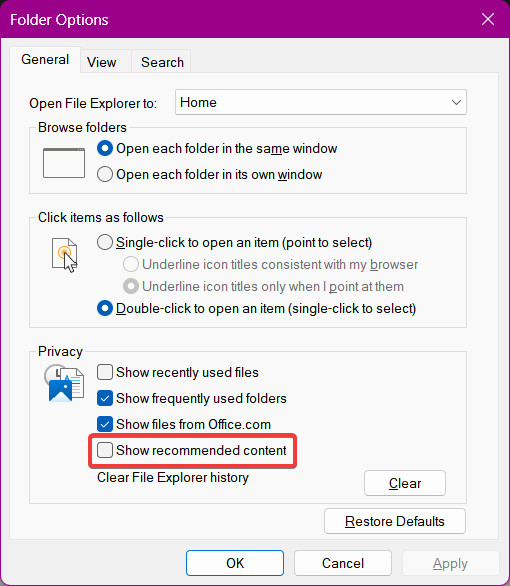 Folder Options
General View Search
Open File Explorer to: Home
Browse folders
Open each folder in the same window
Open each folder in its own window
Click items as follows
Single-click to open an item (point to select)
Underline icon titles consistent with my browser
Underline icon titles only when I point at them
Double-click to open an item (single-click to select)
Privacy
Show recently used files
Show frequently used folders
Show files from Office.com
Show recommended content
Clear File Explorer history Clear
Restore Defaults
OK Cancel Apply